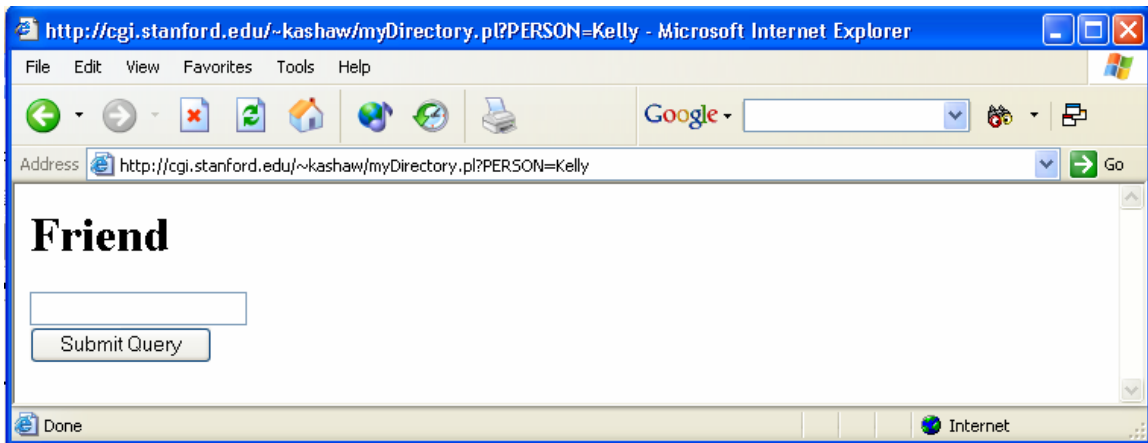 http://cgi.stanford.edu/~kashaw/myDirectory.pl?PERSON=Kelly - Microsoft Internet Explorer
File Edit View Favorites Tools Help
Google
Address http://cgi.stanford.edu/~kashaw/myDirectory.pl?PERSON=Kelly Go
Friend
Submit Query
Done Internet